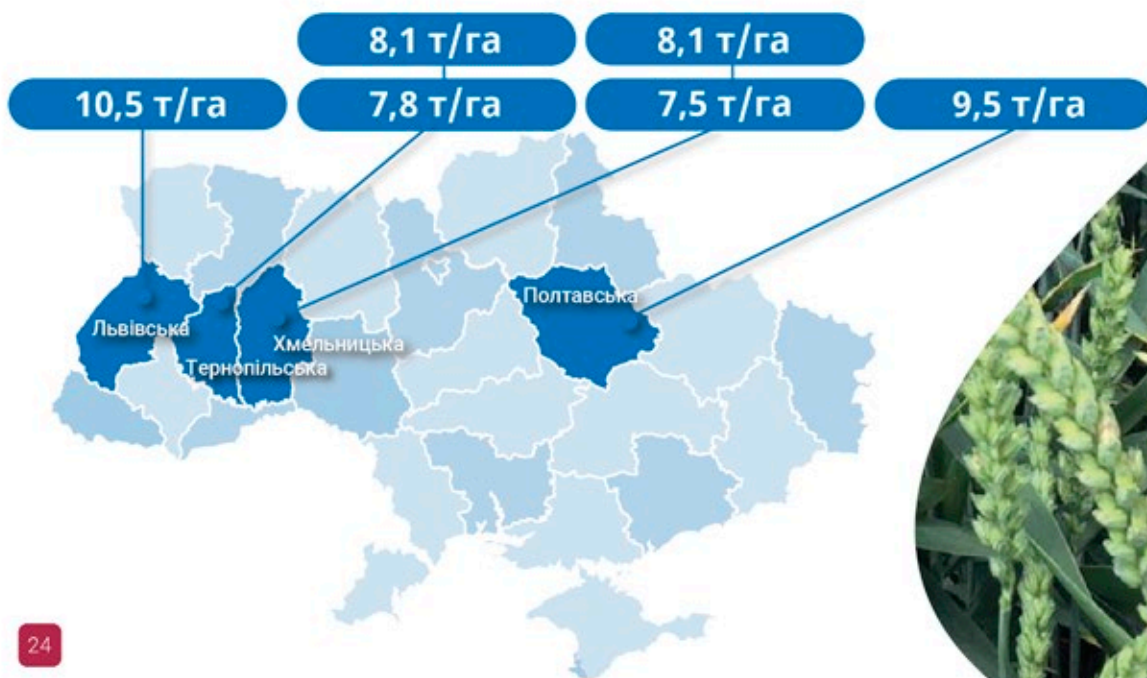 8,1 т/га
8,1 т/га
10,5 т/га
7,8 т/га
7,5 т/га
9,5 т/га
Полтавська
Львівська
Хмельницька
Тернопільська
24